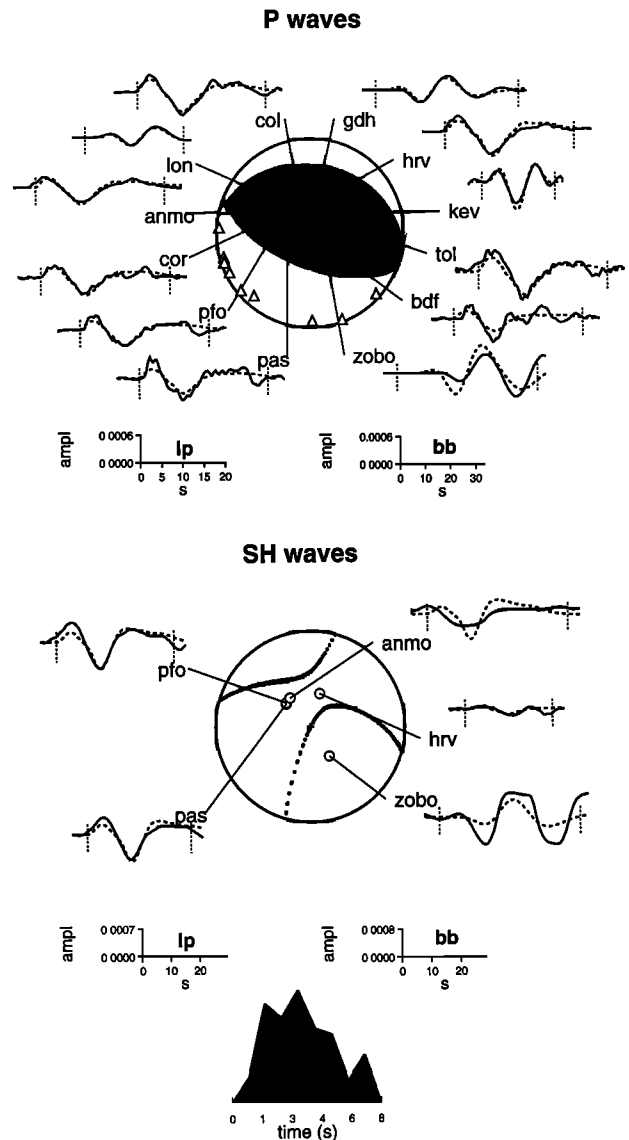 P waves
col gdh
lon hrv
anmo kev
cor tol
pfo bdf
pas zobo
ampl 0 0006 0 0000 lp 0 5 10 15 20 s
ampl 0 0006 0 0000 bb 0 10 20 30 s
SH waves
anmo
pfo
hrv
pas zobo
ampl 0 0007 0 0000 lp 0 10 20 s
ampl 0 0008 0 0000 bb 0 10 20 s
0 1 3 4 6 8
time (s)